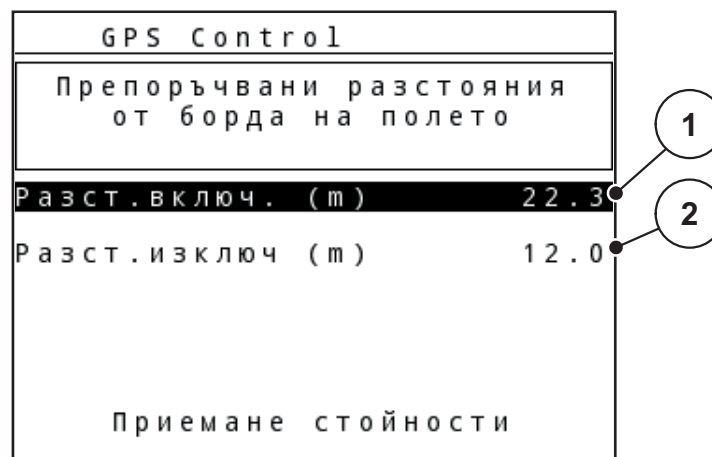 GPS Control
Препоръчвани разстояния
от борда на полето
Разст.включ. (m) 22.3
1
Разст.изключ (m) 12.0
2
Приемане стойности